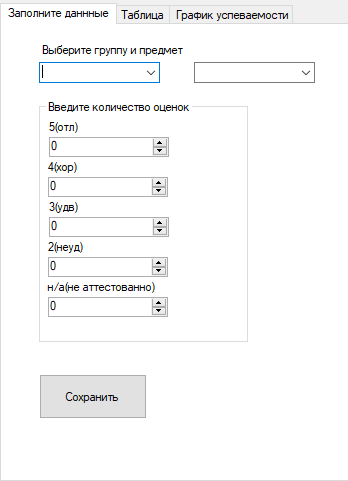 Заполните даннные Таблица График успеваемости
Выберите группу и предмет
Введите количество оценок
5(отл)
0
4(хор)
0
3(удв)
0
2(неуд)
0
н/а(не аттестованно)
0
Сохранить